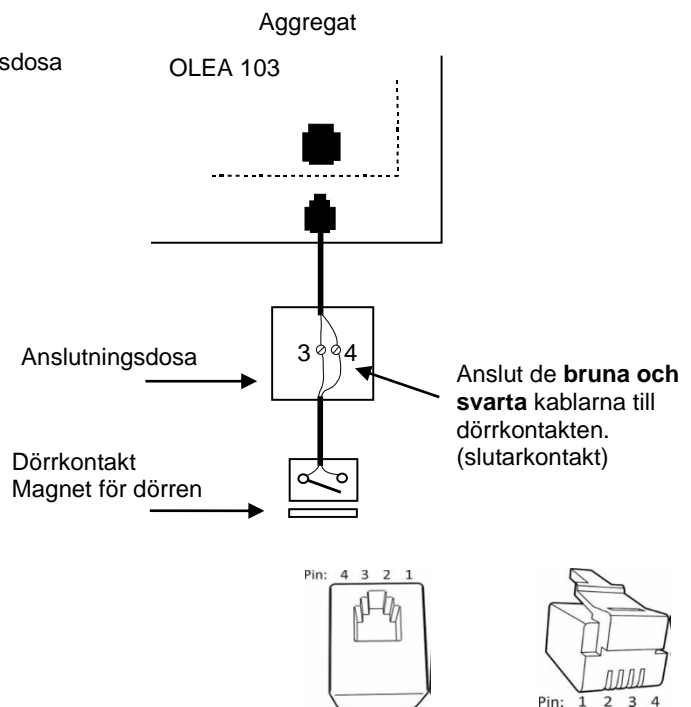 Aggregat
sdosa
OLEA 103
3 4
Anslutningsdosa
Anslut de bruna och
svarta kablarna till
dörrkontakten.
(slutarkontakt)
Dörrkontakt
Magnet för dörren
Pin: 4 3 2 1
Pin: 1 2 3 4